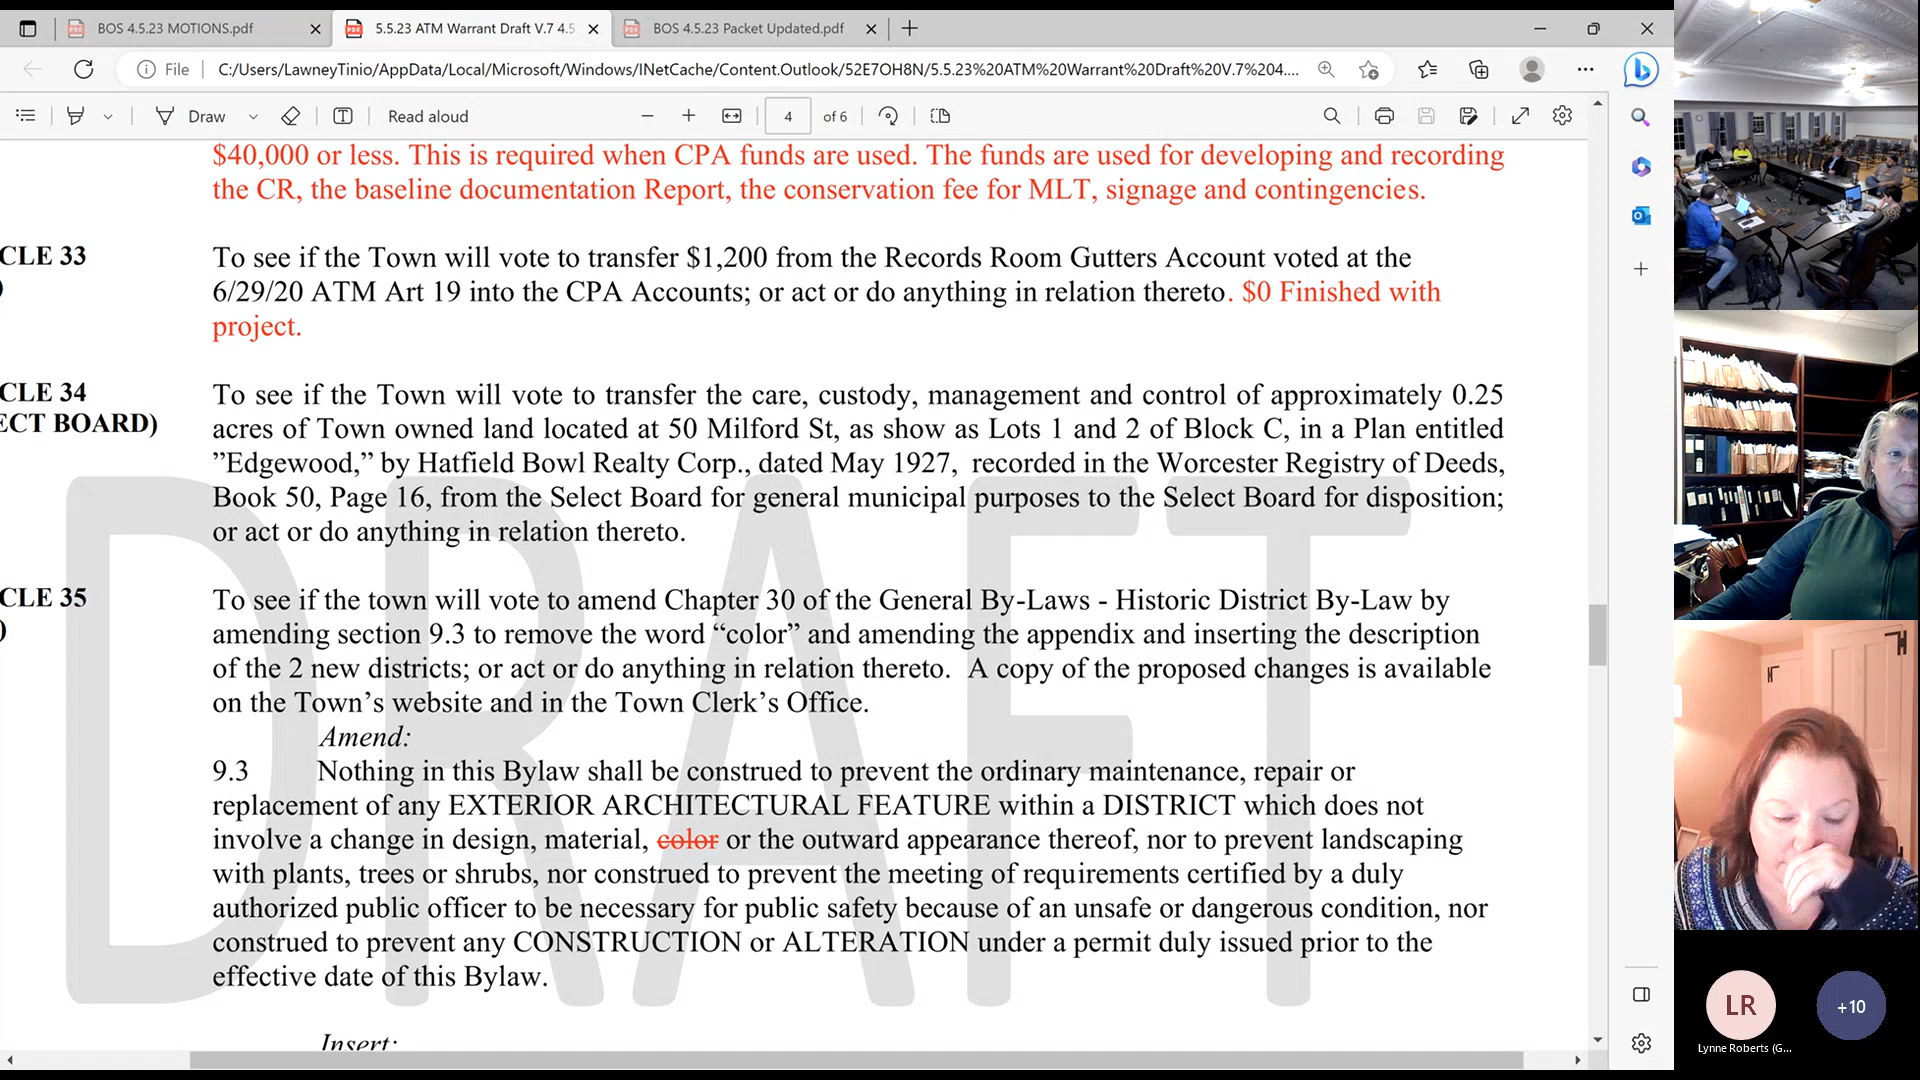 BOS 4.5.23 MOTIONS.pdf
5.5.23 ATM Warrant Draft V.7 4.5
BOS 4.5.23 Packet Updated.pdf
File
C:/Users/LawneyTinio/AppData/Local/Microsoft/Windows/INetCache/Content.Outlook/52E7OH8N/5.5.23%20ATM%20Warrant%20Draft%20V.7%204....
Draw
Read aloud
4 of 6
$40,000 or less. This is required when CPA funds are used. The funds are used for developing and recording
the CR, the baseline documentation Report, the conservation fee for MLT, signage and contingencies.
CLE 33
)
To see if the Town will vote to transfer $1,200 from the Records Room Gutters Account voted at the
6/29/20 ATM Art 19 into the CPA Accounts; or act or do anything in relation thereto. $0 Finished with
project.
CLE 34
ECT BOARD)
To see if the Town will vote to transfer the care, custody, management and control of approximately 0.25
acres of Town owned land located at 50 Milford St, as show as Lots 1 and 2 of Block C, in a Plan entitled
”Edgewood,” by Hatfield Bowl Realty Corp., dated May 1927, recorded in the Worcester Registry of Deeds,
Book 50, Page 16, from the Select Board for general municipal purposes to the Select Board for disposition;
or act or do anything in relation thereto.
CLE 35
)
To see if the town will vote to amend Chapter 30 of the General By-Laws - Historic District By-Law by
amending section 9.3 to remove the word “color” and amending the appendix and inserting the description
of the 2 new districts; or act or do anything in relation thereto. A copy of the proposed changes is available
on the Town’s website and in the Town Clerk’s Office.
Amend:
9.3 Nothing in this Bylaw shall be construed to prevent the ordinary maintenance, repair or
replacement of any EXTERIOR ARCHITECTURAL FEATURE within a DISTRICT which does not
involve a change in design, material, color or the outward appearance thereof, nor to prevent landscaping
with plants, trees or shrubs, nor construed to prevent the meeting of requirements certified by a duly
authorized public officer to be necessary for public safety because of an unsafe or dangerous condition, nor
construed to prevent any CONSTRUCTION or ALTERATION under a permit duly issued prior to the
effective date of this Bylaw.
Insert:
DRAFT
LR
+10
Lynne Roberts (G...